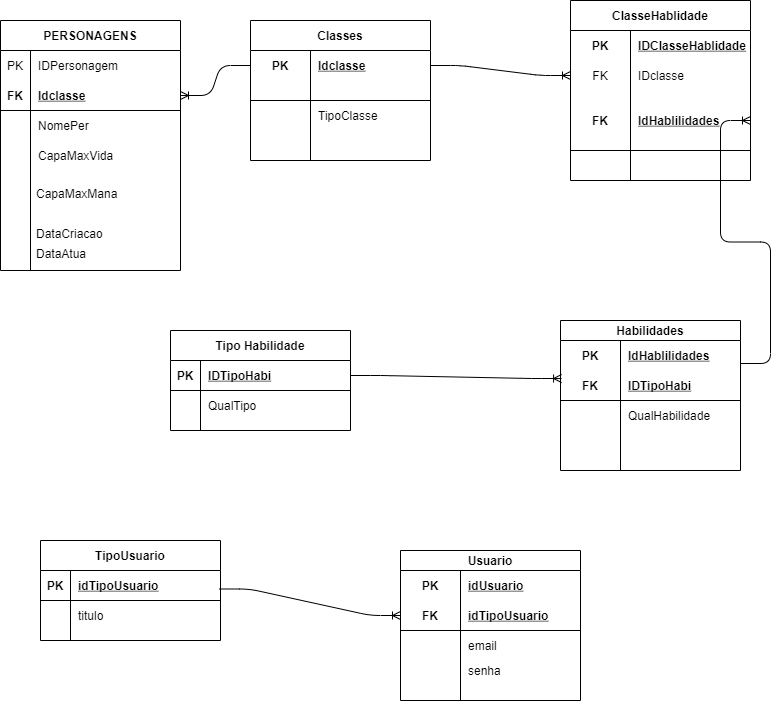 PERSONAGENS
PK IDPersonagem
FK Idclasse
NomePer
CapaMaxVida
CapaMaxMana
DataCriacao
DataAtua
Classes
PK Idclasse
TipoClasse
ClasseHablidade
PK IDClasseHablidade
FK IDclasse
FK IdHablilidades
Tipo Habilidade
PK IDTipoHabi
QualTipo
Habilidades
PK IdHablilidades
FK IDTipoHabi
QualHabilidade
TipoUsuario
PK idTipoUsuario
titulo
Usuario
PK idUsuario
FK idTipoUsuario
email
senha